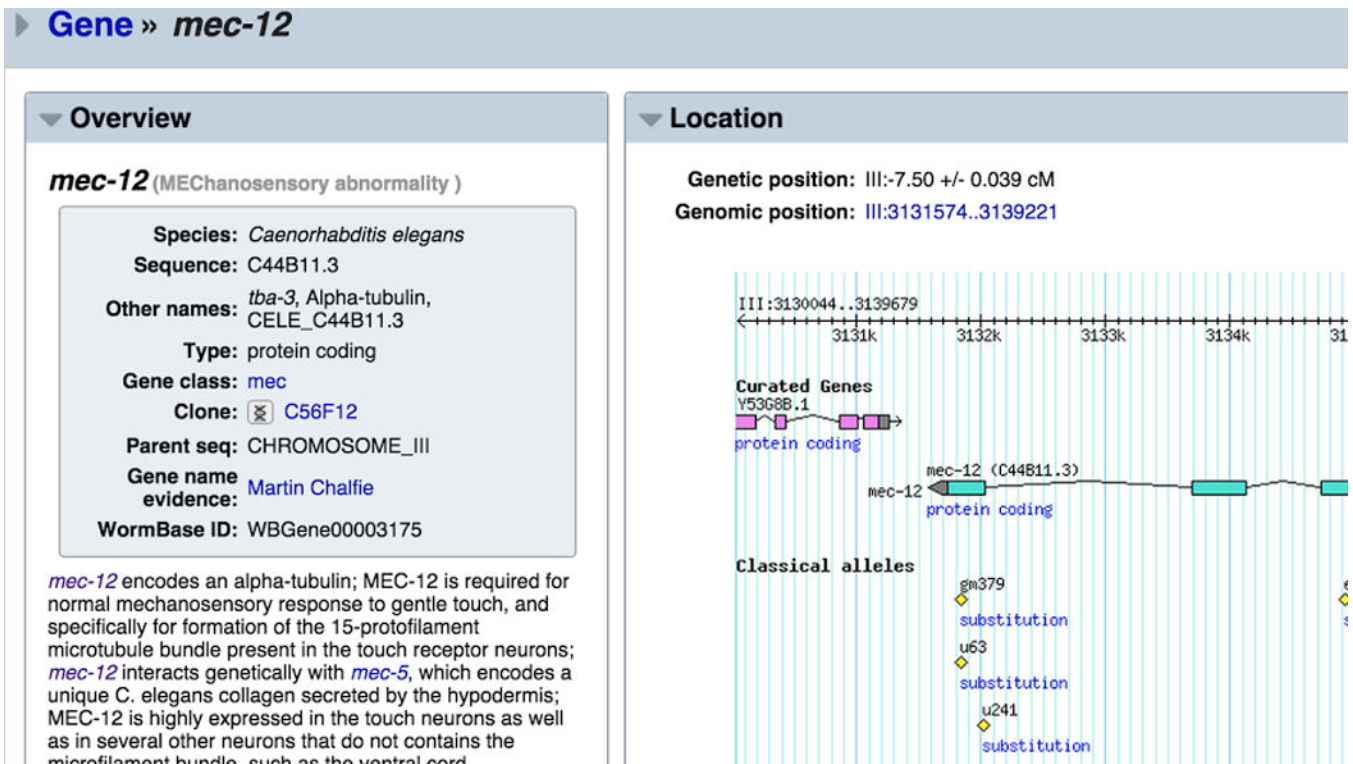 Gene » mec-12
Overview
mec-12 (MEChanosensory abnormality )
Species: Caenorhabditis elegans
Sequence: C44B11.3
Other names: tba-3, Alpha-tubulin,
CELE_C44B11.3
Type: protein coding
Gene class: mec
Clone: C56F12
Parent seq: CHROMOSOME_III
Gene name
evidence: Martin Chalfie
WormBase ID: WBGene00003175
mec-12 encodes an alpha-tubulin; MEC-12 is required for
normal mechanosensory response to gentle touch, and
specifically for formation of the 15-protofilament
microtubule bundle present in the touch receptor neurons;
mec-12 interacts genetically with mec-5, which encodes a
unique C. elegans collagen secreted by the hypodermis;
MEC-12 is highly expressed in the touch neurons as well
as in several other neurons that do not contains the
microfilament bundle, such as the ventral cord
Location
Genetic position: III:-7.50 +/- 0.039 cM
Genomic position: III:3131574..3139221
III:3130044..3139679
3131k 3132k 3133k 3134k 31
Curated Genes
Y53G8B.1
protein coding
mec-12 (C44B11.3)
mec-12
protein coding
Classical alleles
gm379
substitution
u63
substitution
u241
substitution